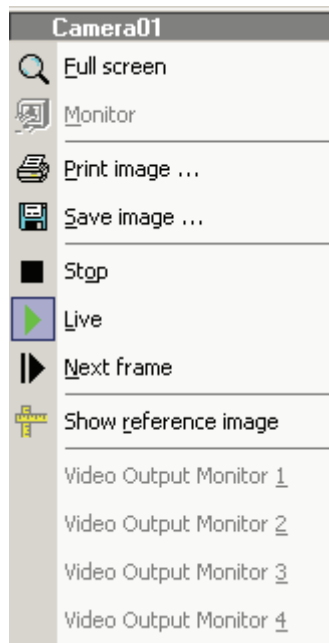 Camera01
Full screen
Monitor
Print image ...
Save image ...
Stop
Live
Next frame
Show reference image
Video Output Monitor 1
Video Output Monitor 2
Video Output Monitor 3
Video Output Monitor 4